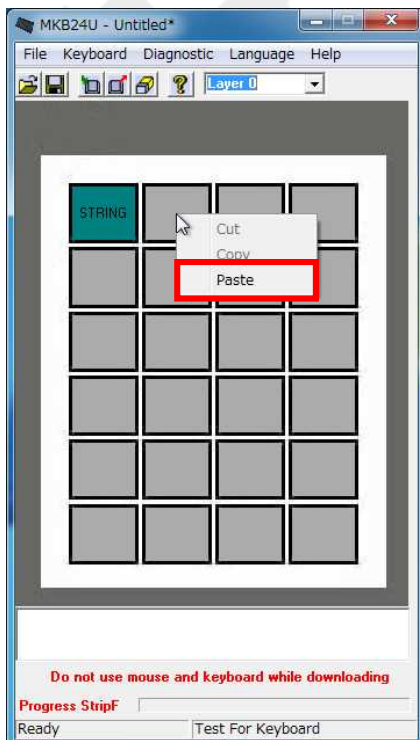 MKB24U - Untitled*
File Keyboard Diagnostic Language Help
Layer 0
STRING
Cut
Copy
Paste
Do not use mouse and keyboard while downloading
Progress StripF
Ready Test For Keyboard